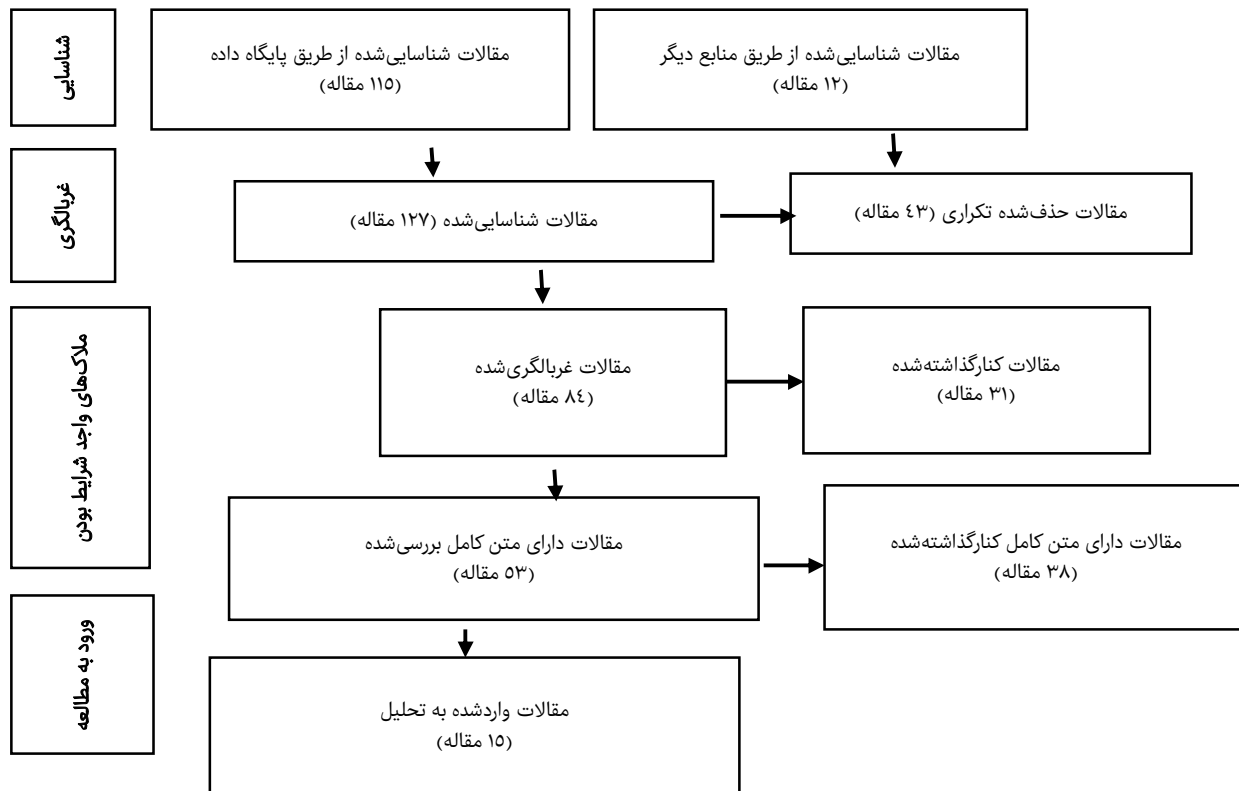 شناسایی
مقالات شناسایی‌شده از طریق پایگاه داده
(۱۱۵ مقاله)
مقالات شناسایی‌شده از طریق منابع دیگر
(۱۲ مقاله)
غربالگری
مقالات شناسایی‌شده (۱۲۷ مقاله)
مقالات حذف‌شده تکراری (۴۳ مقاله)
ملاک‌های واجد شرایط بودن
مقالات غربالگری‌شده
(۸۴ مقاله)
مقالات کنارگذاشته‌شده
(۳۱ مقاله)
مقالات دارای متن کامل بررسی‌شده
(۵۳ مقاله)
مقالات دارای متن کامل کنارگذاشته‌شده
(۳۸ مقاله)
ورود به مطالعه
مقالات واردشده به تحلیل
(۱۵ مقاله)